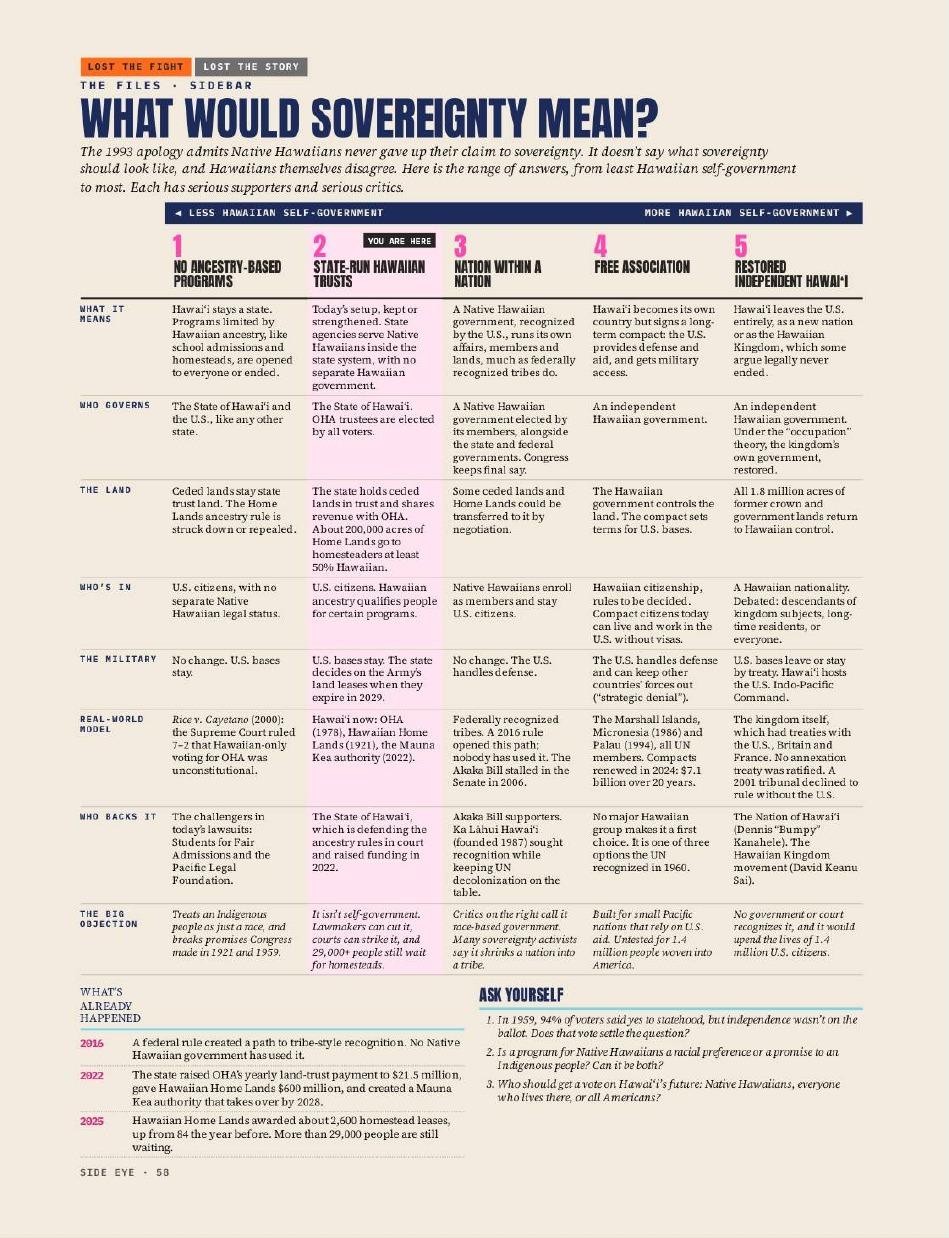 LOST THE FIGHT LOST THE STORY
THE FILES · SIDEBAR
WHAT WOULD SOVEREIGNTY MEAN?
The 1993 apology admits Native Hawaiians never gave up their claim to sovereignty. It doesn't say what sovereignty
should look like, and Hawaiians themselves disagree. Here is the range of answers, from least Hawaiian self-government
to most. Each has serious supporters and serious critics.
◀ LESS HAWAIIAN SELF-GOVERNMENT MORE HAWAIIAN SELF-GOVERNMENT ▶
1
NO ANCESTRY-BASED
PROGRAMS
2 YOU ARE HERE
STATE-RUN HAWAIIAN
TRUSTS
3
NATION WITHIN A
NATION
4
FREE ASSOCIATION
5
RESTORED
INDEPENDENT HAWAIʻI
WHAT IT
MEANS
Hawaiʻi stays a state.
Programs limited by
Hawaiian ancestry, like
school admissions and
homesteads, are opened
to everyone or ended.
Today's setup, kept or
strengthened. State
agencies serve Native
Hawaiians inside the
state system, with no
separate Hawaiian
government.
A Native Hawaiian
government, recognized
by the U.S., runs its own
affairs, members and
lands, much as federally
recognized tribes do.
Hawaiʻi becomes its own
country but signs a long-
term compact: the U.S.
provides defense and
aid, and gets military
access.
Hawaiʻi leaves the U.S.
entirely, as a new nation
or as the Hawaiian
Kingdom, which some
argue legally never
ended.
WHO GOVERNS
The State of Hawaiʻi and
the U.S., like any other
state.
The State of Hawaiʻi.
OHA trustees are elected
by all voters.
A Native Hawaiian
government elected by
its members, alongside
the state and federal
governments. Congress
keeps final say.
An independent
Hawaiian government.
An independent
Hawaiian government.
Under the "occupation"
theory, the kingdom's
own government,
restored.
THE LAND
Ceded lands stay state
trust land. The Home
Lands ancestry rule is
struck down or repealed.
The state holds ceded
lands in trust and shares
revenue with OHA.
About 200,000 acres of
Home Lands go to
homesteaders at least
50% Hawaiian.
Some ceded lands and
Home Lands could be
transferred to it by
negotiation.
The Hawaiian
government controls the
land. The compact sets
terms for U.S. bases.
All 1.8 million acres of
former crown and
government lands return
to Hawaiian control.
WHO'S IN
U.S. citizens, with no
separate Native
Hawaiian legal status.
U.S. citizens. Hawaiian
ancestry qualifies people
for certain programs.
Native Hawaiians enroll
as members and stay
U.S. citizens.
Hawaiian citizenship,
rules to be decided.
Compact citizens today
can live and work in the
U.S. without visas.
A Hawaiian nationality.
Debated: descendants of
kingdom subjects, long-
time residents, or
everyone.
THE MILITARY
No change. U.S. bases
stay.
U.S. bases stay. The state
decides on the Army's
land leases when they
expire in 2029.
No change. The U.S.
handles defense.
The U.S. handles defense
and can keep other
countries' forces out
("strategic denial").
U.S. bases leave or stay
by treaty. Hawaiʻi hosts
the U.S. Indo-Pacific
Command.
REAL-WORLD
MODEL
Rice v. Cayetano (2000):
the Supreme Court ruled
7–2 that Hawaiian-only
voting for OHA was
unconstitutional.
Hawaiʻi now: OHA
(1978), Hawaiian Home
Lands (1921), the Mauna
Kea authority (2022).
Federally recognized
tribes. A 2016 rule
opened this path;
nobody has used it. The
Akaka Bill stalled in the
Senate in 2006.
The Marshall Islands,
Micronesia (1986) and
Palau (1994), all UN
members. Compacts
renewed in 2024: $7.1
billion over 20 years.
The kingdom itself,
which had treaties with
the U.S., Britain and
France. No annexation
treaty was ratified. A
2001 tribunal declined to
rule without the U.S.
WHO BACKS IT
The challengers in
today's lawsuits:
Students for Fair
Admissions and the
Pacific Legal
Foundation.
The State of Hawaiʻi,
which is defending the
ancestry rules in court
and raised funding in
2022.
Akaka Bill supporters.
Ka Lāhui Hawaiʻi
(founded 1987) sought
recognition while
keeping UN
decolonization on the
table.
No major Hawaiian
group makes it a first
choice. It is one of three
options the UN
recognized in 1960.
The Nation of Hawaiʻi
(Dennis "Bumpy"
Kanahele). The
Hawaiian Kingdom
movement (David Keanu
Sai).
THE BIG
OBJECTION
Treats an Indigenous
people as just a race, and
breaks promises Congress
made in 1921 and 1959.
It isn't self-government.
Lawmakers can cut it,
courts can strike it, and
29,000+ people still wait
for homesteads.
Critics on the right call it
race-based government.
Many sovereignty activists
say it shrinks a nation into
a tribe.
Built for small Pacific
nations that rely on U.S.
aid. Untested for 1.4
million people woven into
America.
No government or court
recognizes it, and it would
upend the lives of 1.4
million U.S. citizens.
WHAT'S
ALREADY
HAPPENED
2016 A federal rule created a path to tribe-style recognition. No Native
Hawaiian government has used it.
2022 The state raised OHA's yearly land-trust payment to $21.5 million,
gave Hawaiian Home Lands $600 million, and created a Mauna
Kea authority that takes over by 2028.
2025 Hawaiian Home Lands awarded about 2,600 homestead leases,
up from 84 the year before. More than 29,000 people are still
waiting.
ASK YOURSELF
1. In 1959, 94% of voters said yes to statehood, but independence wasn't on the
ballot. Does that vote settle the question?
2. Is a program for Native Hawaiians a racial preference or a promise to an
Indigenous people? Can it be both?
3. Who should get a vote on Hawaiʻi's future: Native Hawaiians, everyone
who lives there, or all Americans?
SIDE EYE · 58